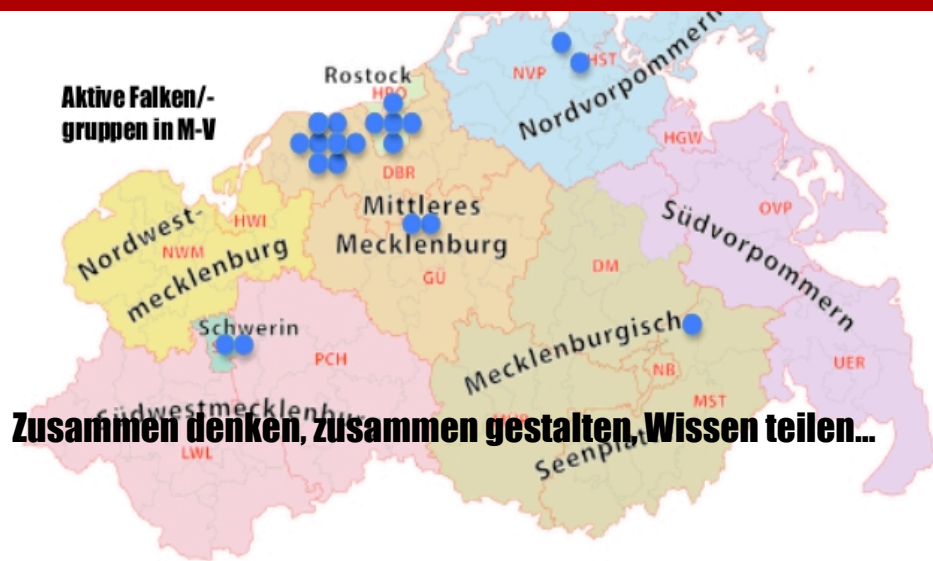 Rostock
HRO
Aktive Falken/-
gruppen in M-V
NVP
HST
Nordvorpommern
HGW
DBR
OVP
Südvorpommern
Nordwest-
mecklenburg
HWI
NWM
Mittleres
Mecklenburg
GÜ
DM
Schwerin
PCH
Mecklenburgisch
UER
NB
MST
Zusammen denken, zusammen gestalten, Wissen teilen...
LWL